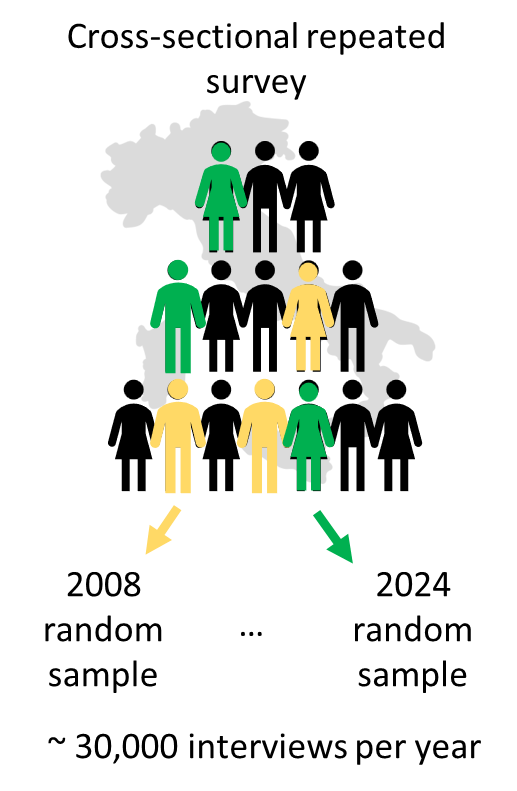 Cross-sectional repeated
survey
2008
random
sample
...
2024
random
sample
~ 30,000 interviews per year